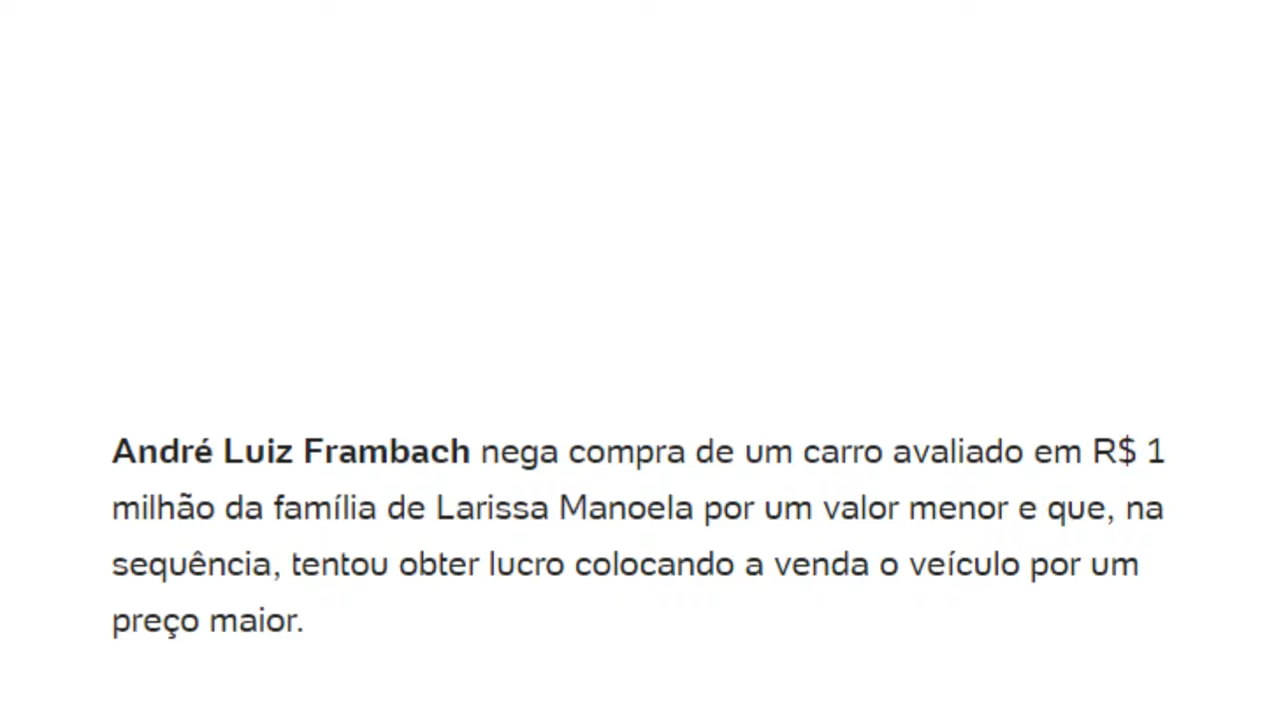 André Luiz Frambach nega compra de um carro avaliado em R$ 1
milhão da família de Larissa Manoela por um valor menor e que, na
sequência, tentou obter lucro colocando a venda o veículo por um
preço maior.